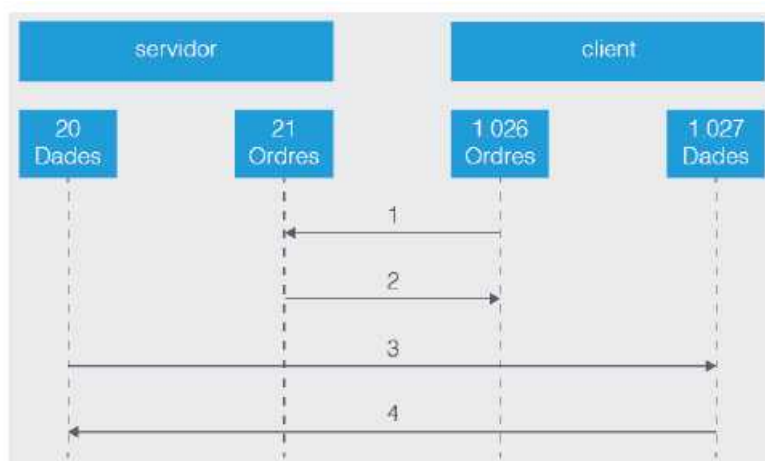 servidor
client
20
Dades
21
Ordres
1.026
Ordres
1.027
Dades
1
2
3
4